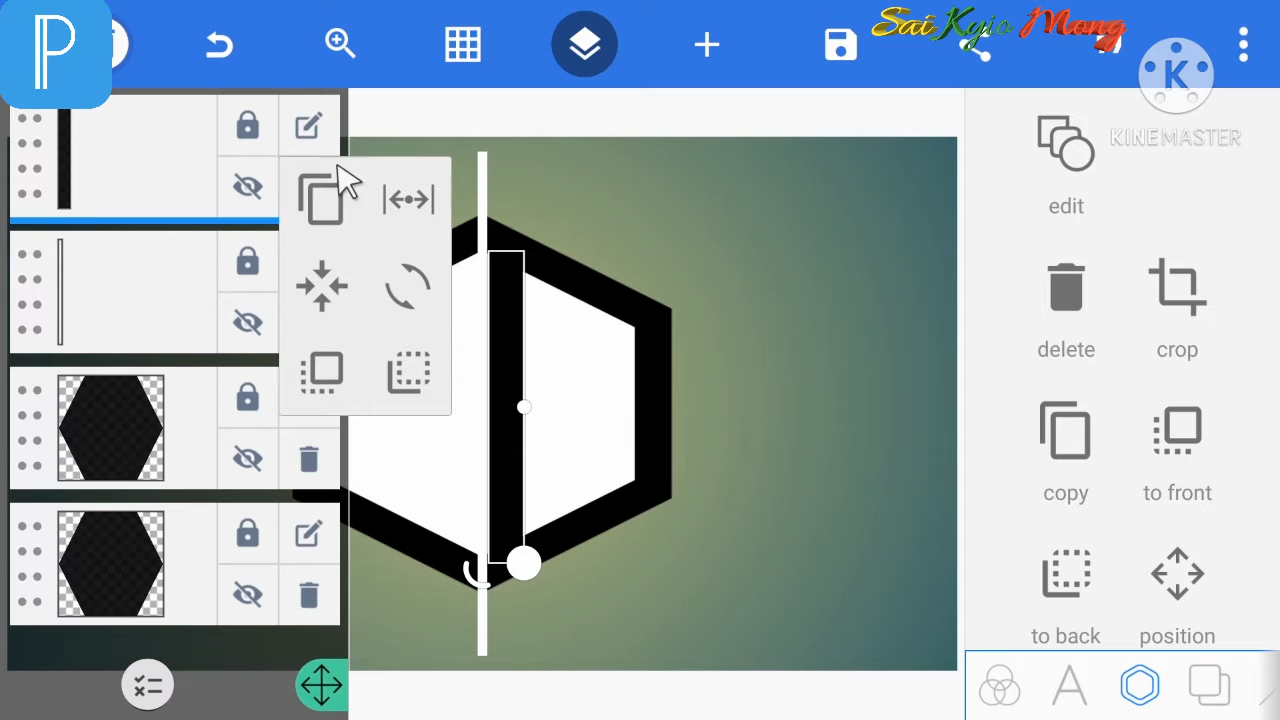 Sai Kyio Mong
K
KINEMASTER
edit
delete
crop
copy
to front
to back
position